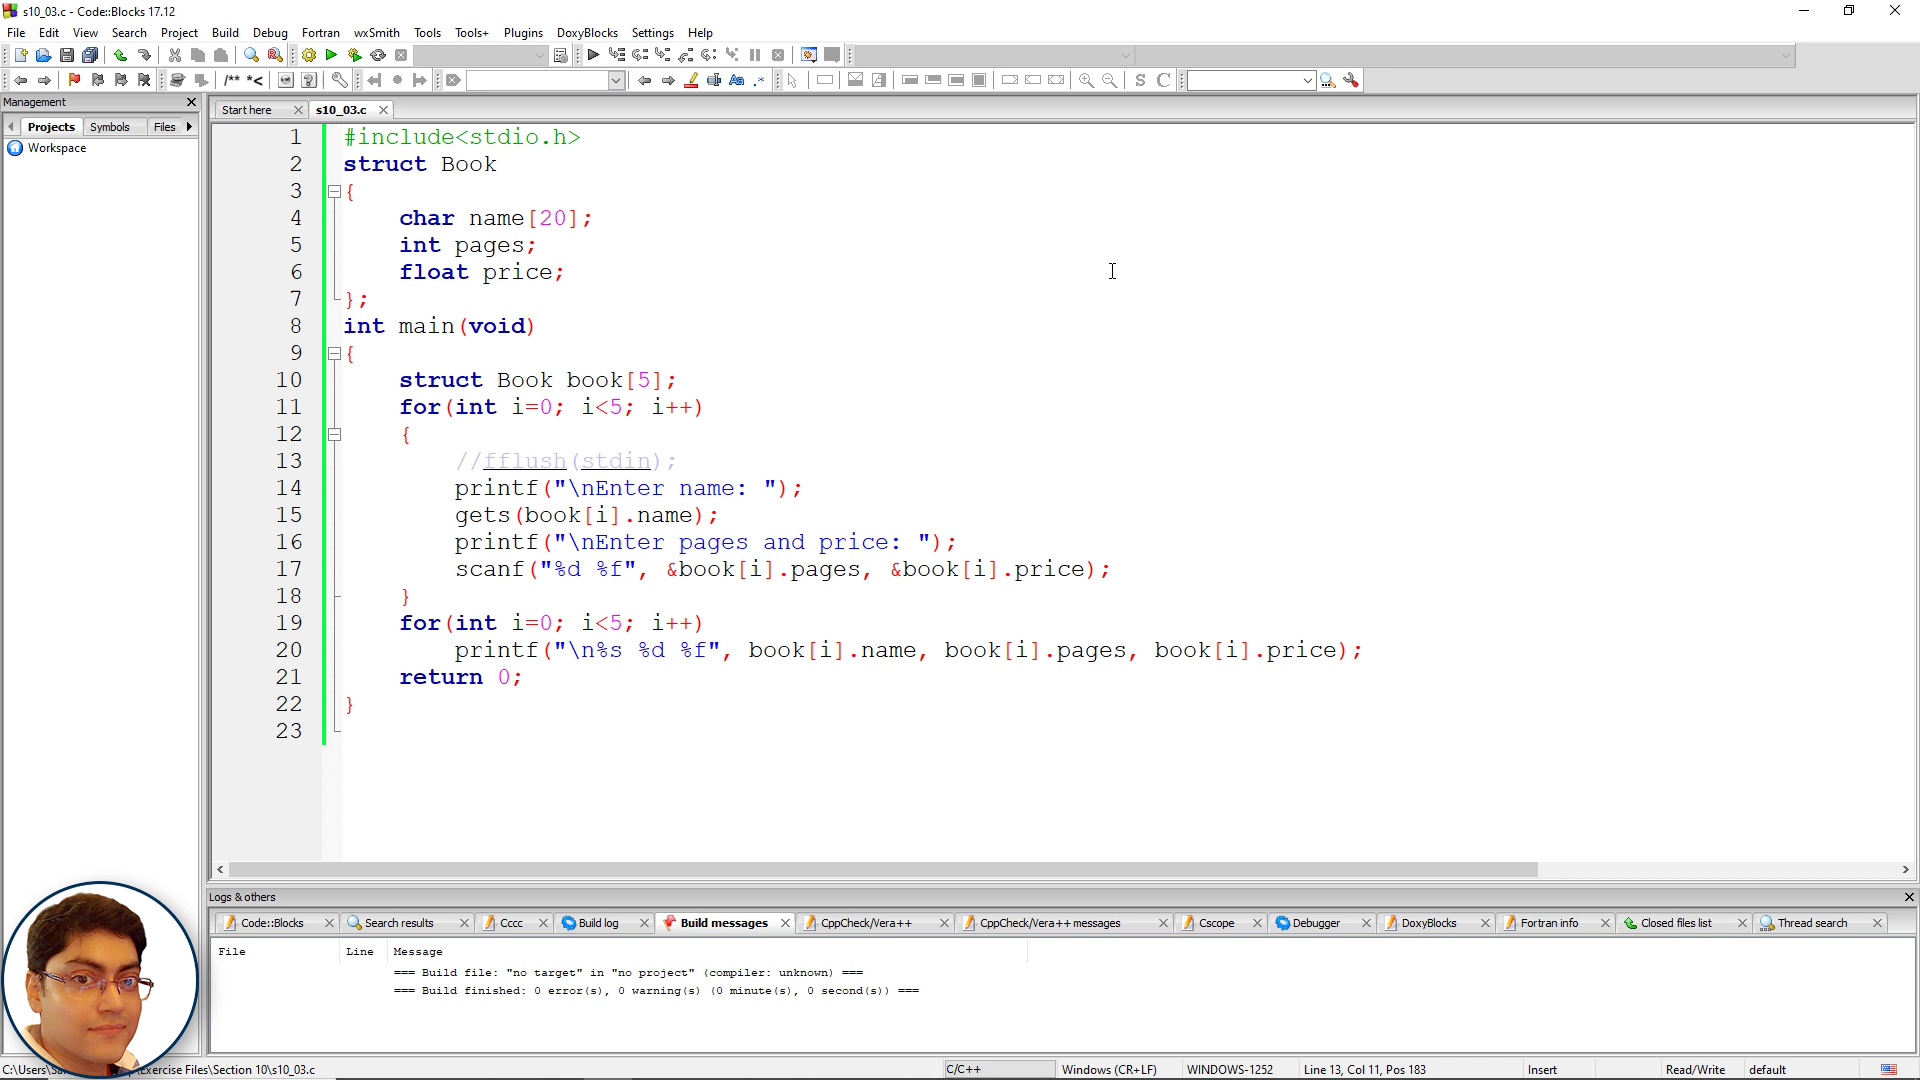 s10_03.c - Code::Blocks 17.12
File Edit View Search Project Build Debug Fortran wxSmith Tools Tools+ Plugins DoxyBlocks Settings Help
/** *<
Aa .*
S C
Management
Start here s10_03.c
Projects Symbols Files
Workspace
1 #include<stdio.h>
2 struct Book
3 {
4 char name[20];
5 int pages;
6 float price;
7 };
8 int main(void)
9 {
10 struct Book book[5];
11 for(int i=0; i<5; i++)
12 {
13 //fflush(stdin);
14 printf("\nEnter name: ");
15 gets(book[i].name);
16 printf("\nEnter pages and price: ");
17 scanf("%d %f", &book[i].pages, &book[i].price);
18 }
19 for(int i=0; i<5; i++)
20 printf("\n%s %d %f", book[i].name, book[i].pages, book[i].price);
21 return 0;
22 }
23
Logs & others
Code::Blocks Search results Cccc Build log Build messages CppCheck/Vera++ CppCheck/Vera++ messages Cscope Debugger DoxyBlocks Fortran info Closed files list Thread search
File Line Message
=== Build file: "no target" in "no project" (compiler: unknown) ===
=== Build finished: 0 error(s), 0 warning(s) (0 minute(s), 0 second(s)) ===
Files\Section 10\s10_03.c C/C++ Windows (CR+LF) WINDOWS-1252 Line 13, Col 11, Pos 183 Insert Read/Write default